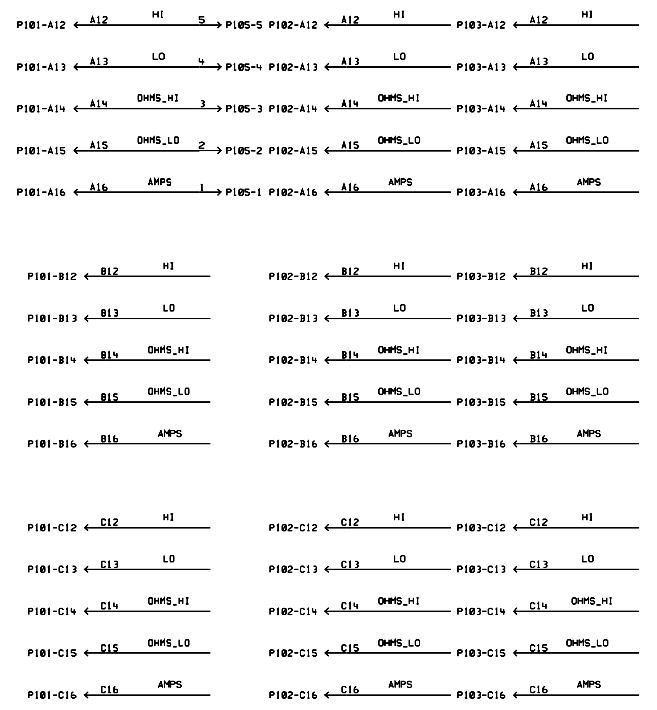 P101-A12 A12 HI 5 P105-5 P102-A12 A12 HI P103-A12 A12 HI
P101-A13 A13 LO 4 P105-4 P102-A13 A13 LO P103-A13 A13 LO
P101-A14 A14 OHMS_HI 3 P105-3 P102-A14 A14 OHMS_HI P103-A14 A14 OHMS_HI
P101-A15 A15 OHMS_LO 2 P105-2 P102-A15 A15 OHMS_LO P103-A15 A15 OHMS_LO
P101-A16 A16 AMPS 1 P105-1 P102-A16 A16 AMPS P103-A16 A16 AMPS
P101-B12 B12 HI P102-B12 B12 HI P103-B12 B12 HI
P101-B13 B13 LO P102-B13 B13 LO P103-B13 B13 LO
P101-B14 B14 OHMS_HI P102-B14 B14 OHMS_HI P103-B14 B14 OHMS_HI
P101-B15 B15 OHMS_LO P102-B15 B15 OHMS_LO P103-B15 B15 OHMS_LO
P101-B16 B16 AMPS P102-B16 B16 AMPS P103-B16 B16 AMPS
P101-C12 C12 HI P102-C12 C12 HI P103-C12 C12 HI
P101-C13 C13 LO P102-C13 C13 LO P103-C13 C13 LO
P101-C14 C14 OHMS_HI P102-C14 C14 OHMS_HI P103-C14 C14 OHMS_HI
P101-C15 C15 OHMS_LO P102-C15 C15 OHMS_LO P103-C15 C15 OHMS_LO
P101-C16 C16 AMPS P102-C16 C16 AMPS P103-C16 C16 AMPS